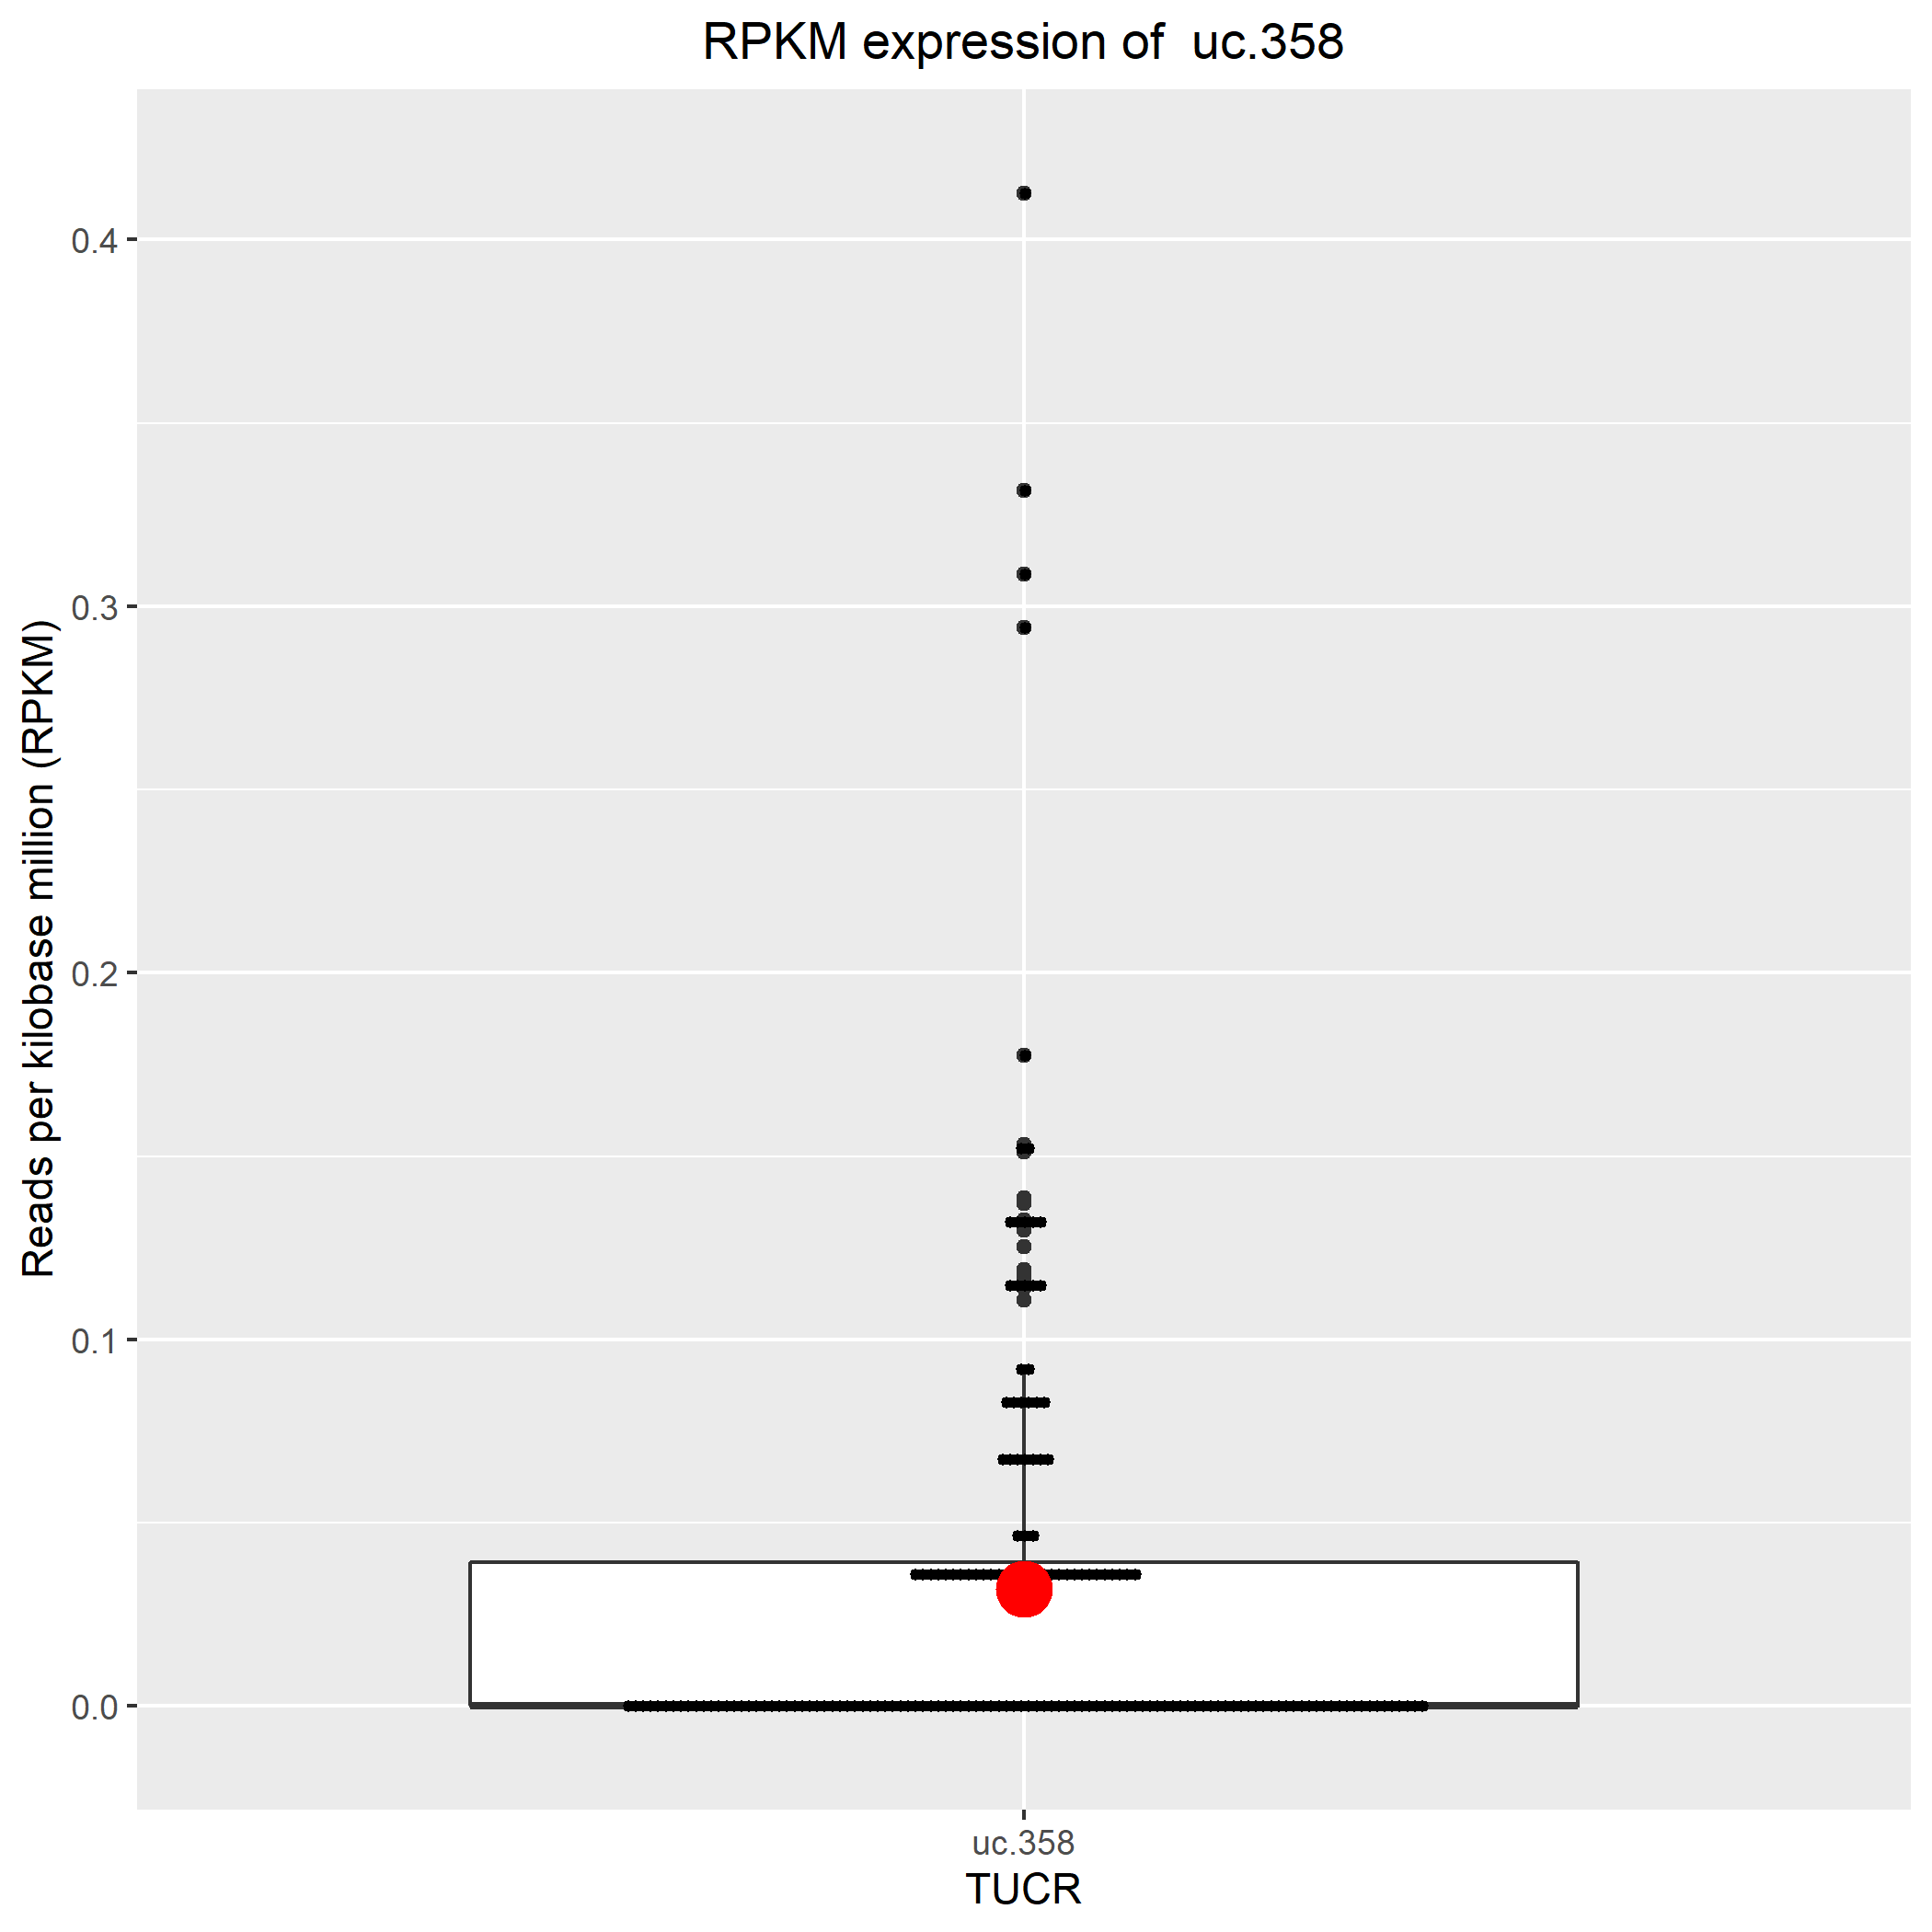 RPKM expression of  uc.358
Reads per kilobase million (RPKM)
0.4
0.3
0.2
0.1
0.0
uc.358
TUCR